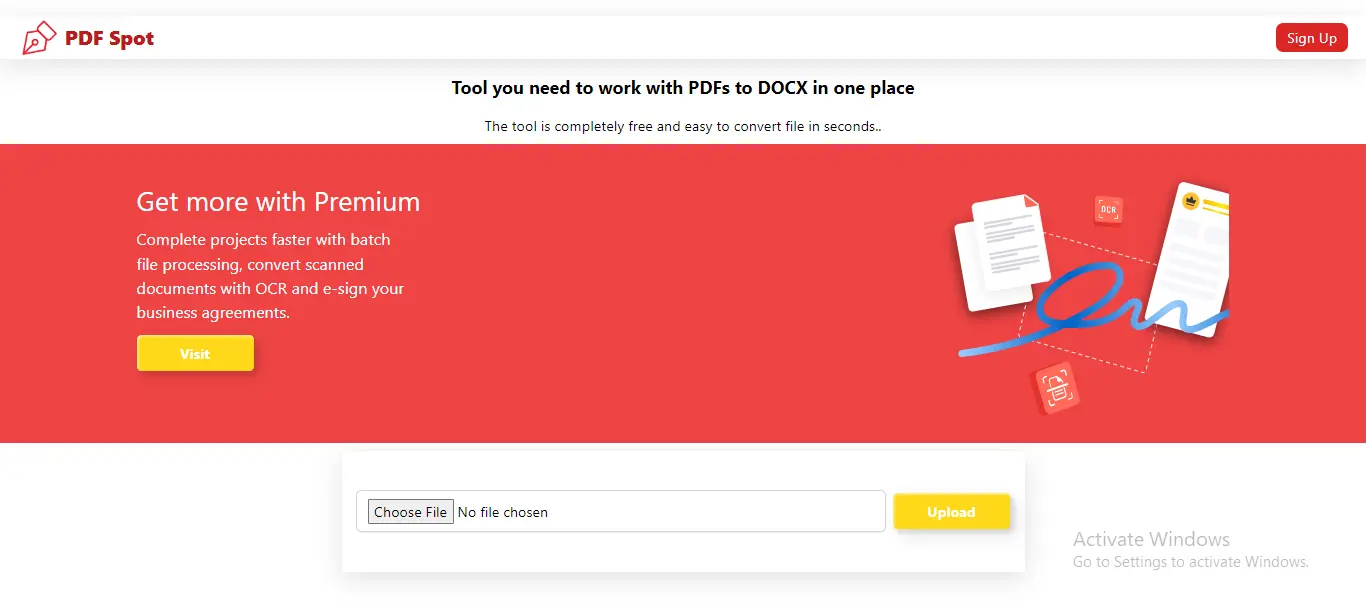 PDF Spot
Sign Up
Tool you need to work with PDFs to DOCX in one place
The tool is completely free and easy to convert file in seconds..
Get more with Premium
Complete projects faster with batch
file processing, convert scanned
documents with OCR and e-sign your
business agreements.
Visit
OCR
Choose File No file chosen
Upload
Activate Windows
Go to Settings to activate Windows.